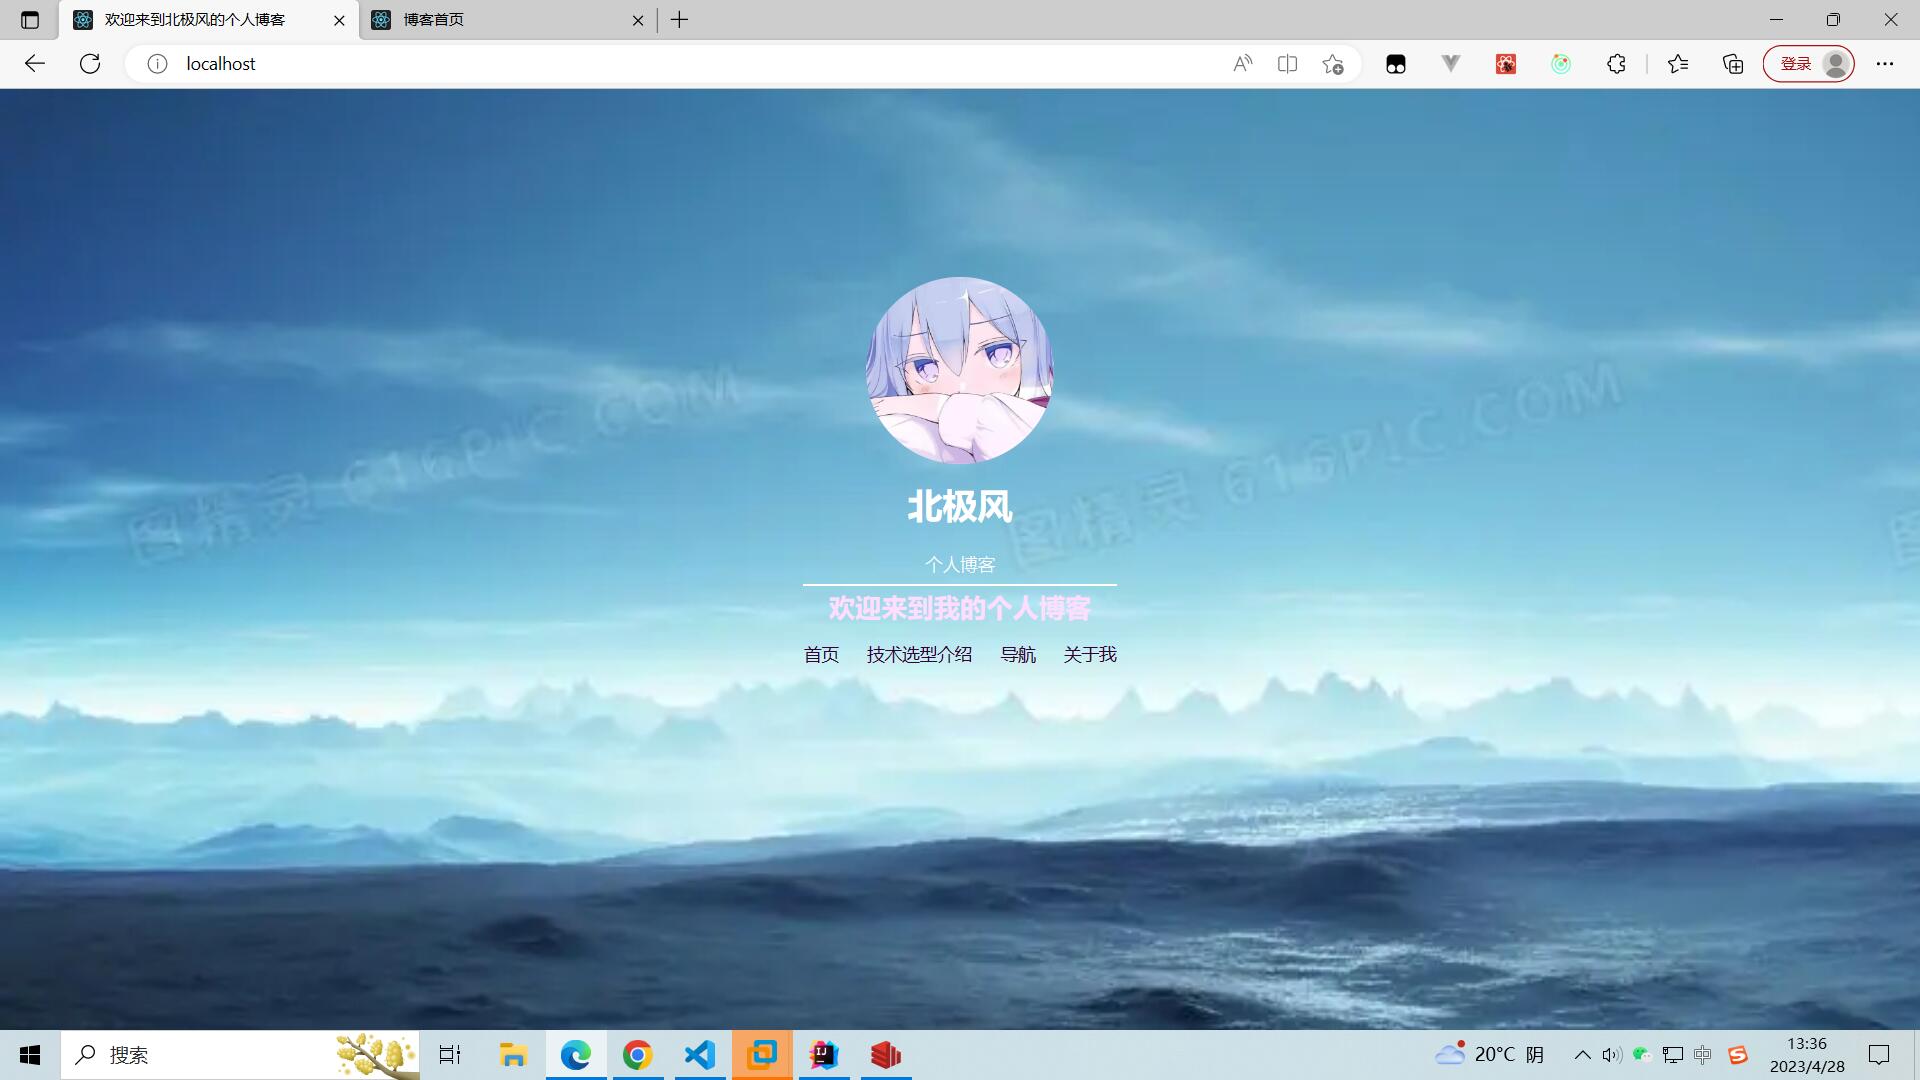 欢迎来到北极风的个人博客
博客首页
localhost
登录
图精灵 616PIC.COM
图精灵 616PIC.COM
北极风
个人博客
欢迎来到我的个人博客
首页 技术选型介绍 导航 关于我
搜索
20°C 阴
中
13:36
2023/4/28